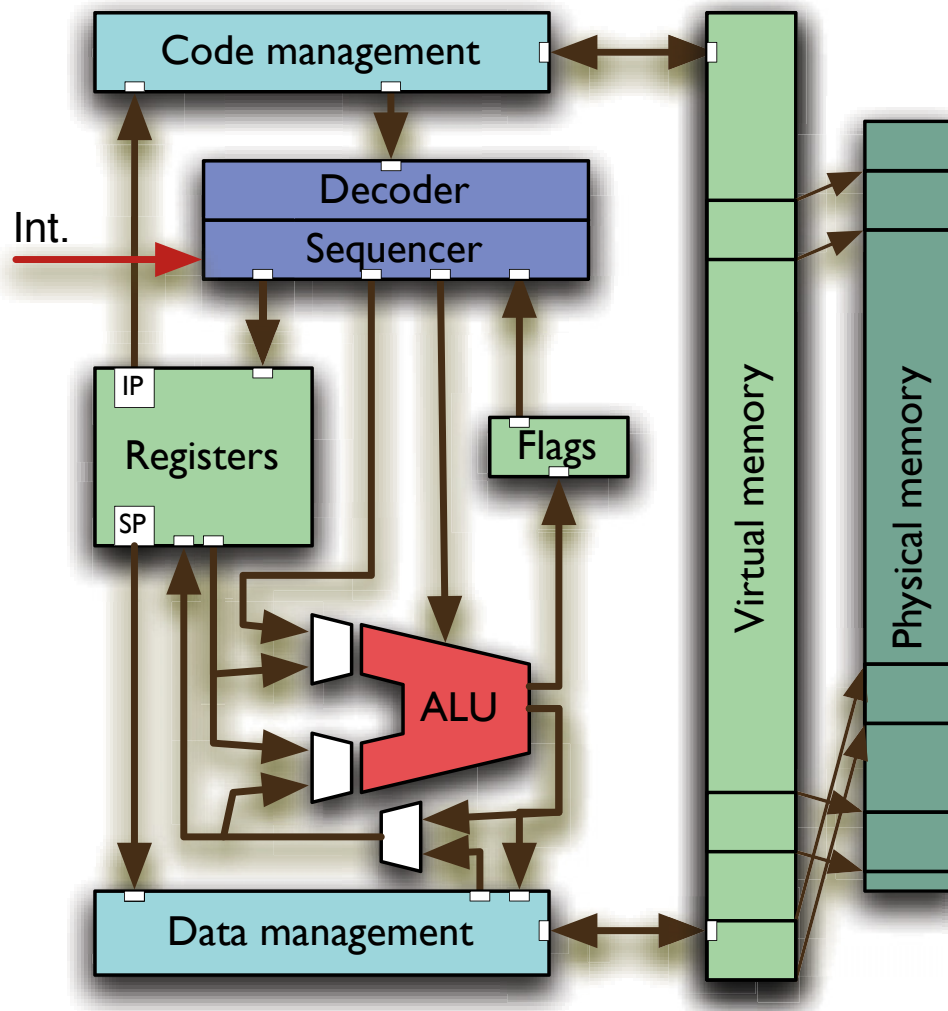 Code management
Decoder
Int.
Sequencer
IP
Registers
Flags
SP
Virtual memory
Physical memory
ALU
Data management